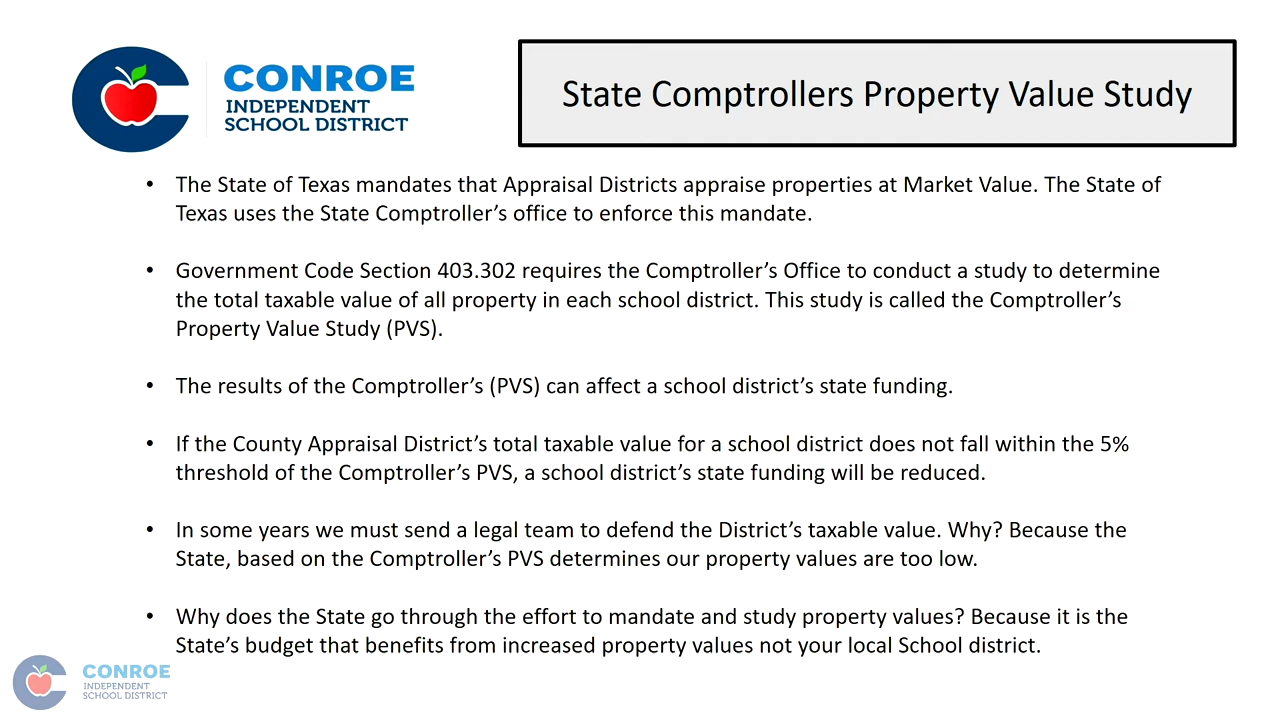 CONROE
INDEPENDENT
SCHOOL DISTRICT
State Comptrollers Property Value Study
• The State of Texas mandates that Appraisal Districts appraise properties at Market Value. The State of
Texas uses the State Comptroller’s office to enforce this mandate.
• Government Code Section 403.302 requires the Comptroller’s Office to conduct a study to determine
the total taxable value of all property in each school district. This study is called the Comptroller’s
Property Value Study (PVS).
• The results of the Comptroller’s (PVS) can affect a school district’s state funding.
• If the County Appraisal District’s total taxable value for a school district does not fall within the 5%
threshold of the Comptroller’s PVS, a school district’s state funding will be reduced.
• In some years we must send a legal team to defend the District’s taxable value. Why? Because the
State, based on the Comptroller’s PVS determines our property values are too low.
• Why does the State go through the effort to mandate and study property values? Because it is the
State’s budget that benefits from increased property values not your local School district.
CONROE
INDEPENDENT
SCHOOL DISTRICT